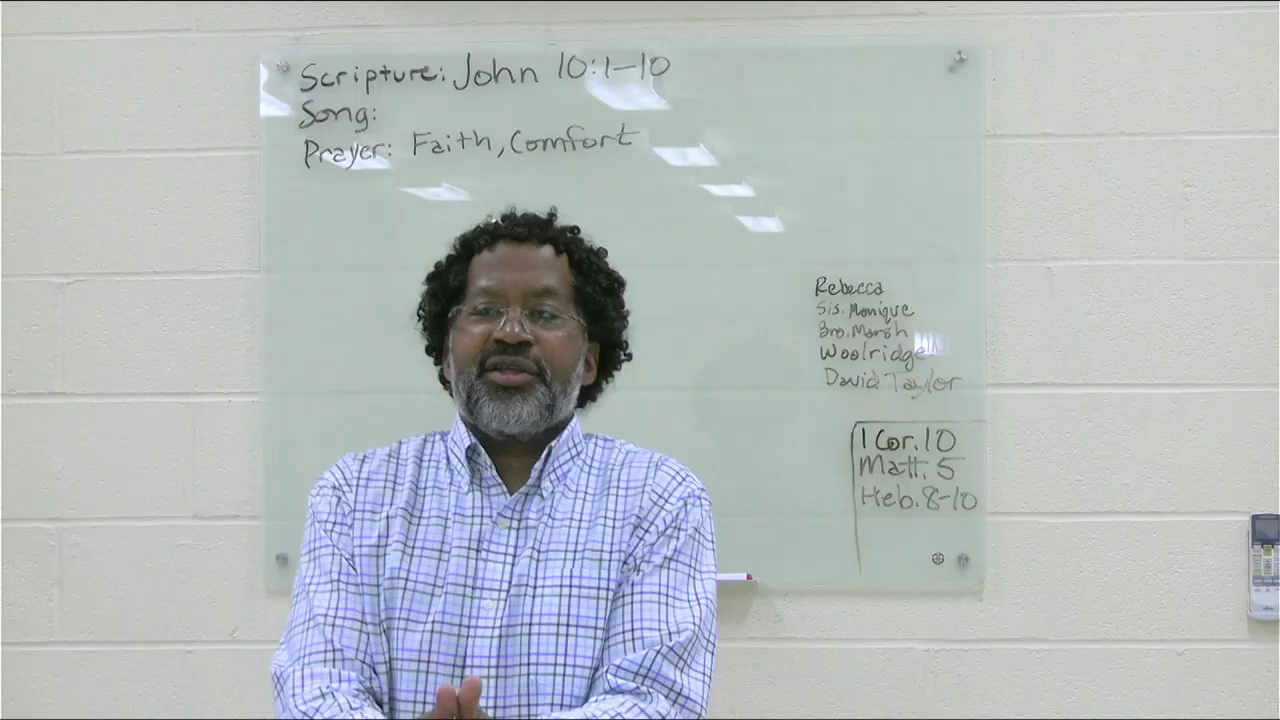 Scripture: John 10:1-10
Song:
Prayer: Faith, Comfort
Rebecca
Sis. Monique
Bro. Marsh
Woolridge
David Taylor
1 Cor. 10
Matt. 5
Heb. 8-10